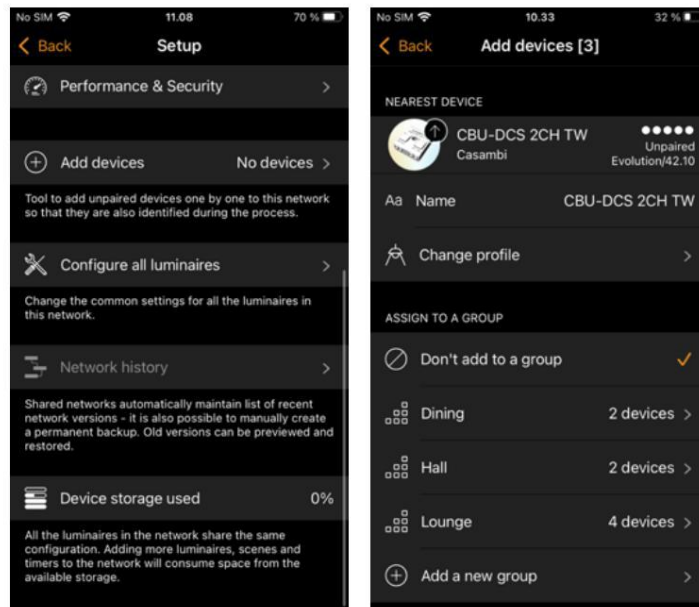 No SIM 11.08 70 %
Back Setup
Performance & Security
Add devices No devices
Tool to add unpaired devices one by one to this network
so that they are also identified during the process.
Configure all luminaires
Change the common settings for all the luminaires in
this network.
Network history
Shared networks automatically maintain list of recent
network versions - it is also possible to manually create
a permanent backup. Old versions can be previewed and
restored.
Device storage used 0%
All the luminaires in the network share the same
configuration. Adding more luminaires, scenes and
timers to the network will consume space from the
available storage.
No SIM 10.33 32 %
Back Add devices [3]
NEAREST DEVICE
CBU-DCS 2CH TW
Casambi
Unpaired
Evolution/42.10
Aa Name CBU-DCS 2CH TW
Change profile
ASSIGN TO A GROUP
Don't add to a group
Dining 2 devices
Hall 2 devices
Lounge 4 devices
Add a new group